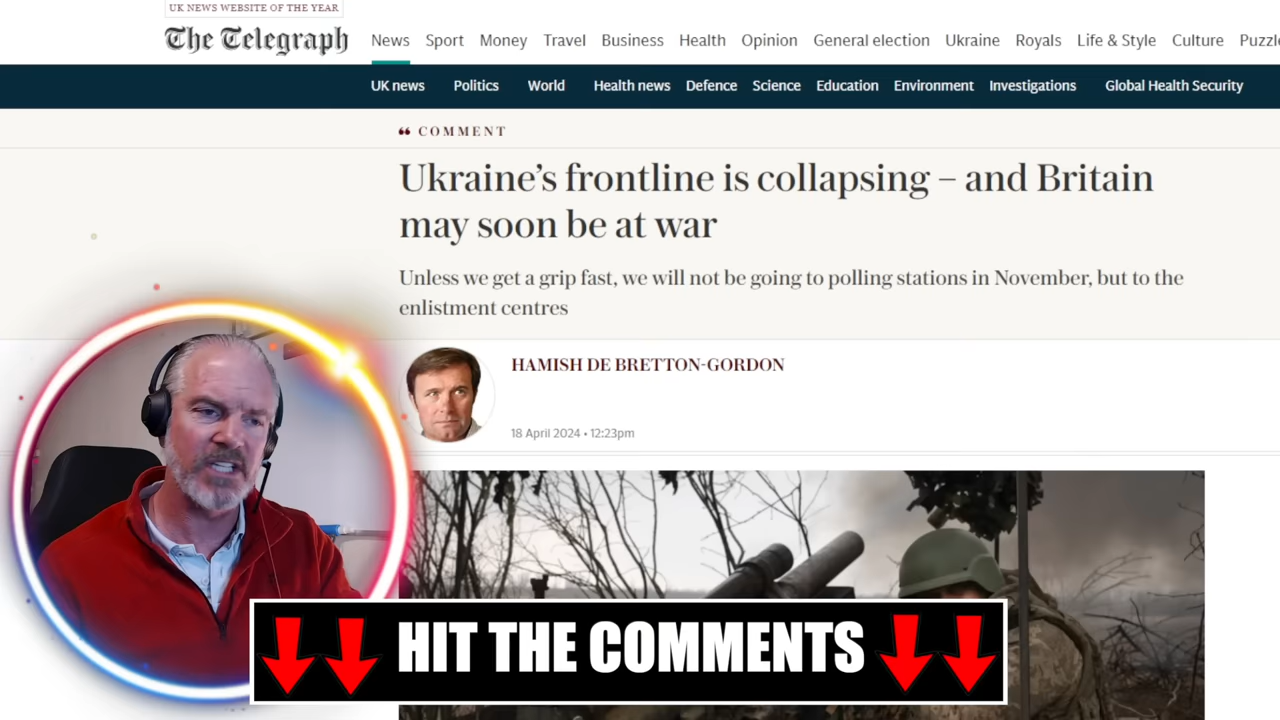 UK NEWS WEBSITE OF THE YEAR
The Telegraph
News Sport Money Travel Business Health Opinion General election Ukraine Royals Life & Style Culture Puzzle
UK news Politics World Health news Defence Science Education Environment Investigations Global Health Security
COMMENT
Ukraine’s frontline is collapsing – and Britain
may soon be at war
Unless we get a grip fast, we will not be going to polling stations in November, but to the
enlistment centres
HAMISH DE BRETTON-GORDON
18 April 2024 • 12:23pm
HIT THE COMMENTS